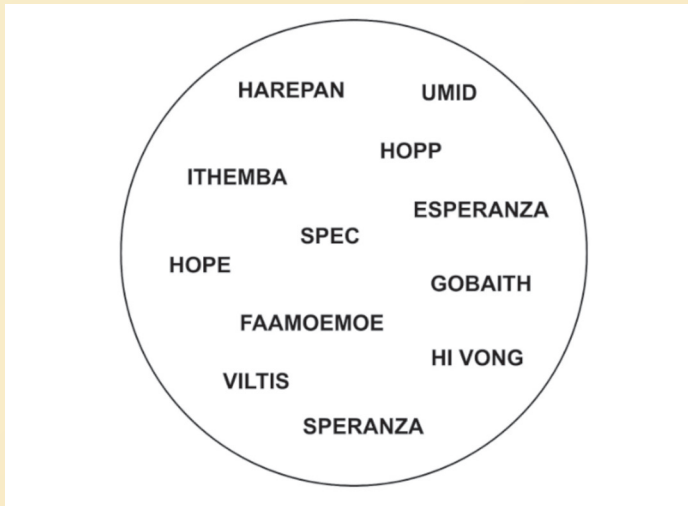 HAREPAN
UMID
HOPP
ITHEMBA
ESPERANZA
SPEC
HOPE
GOBAITH
FAAMOEMOE
HI VONG
VILTIS
SPERANZA